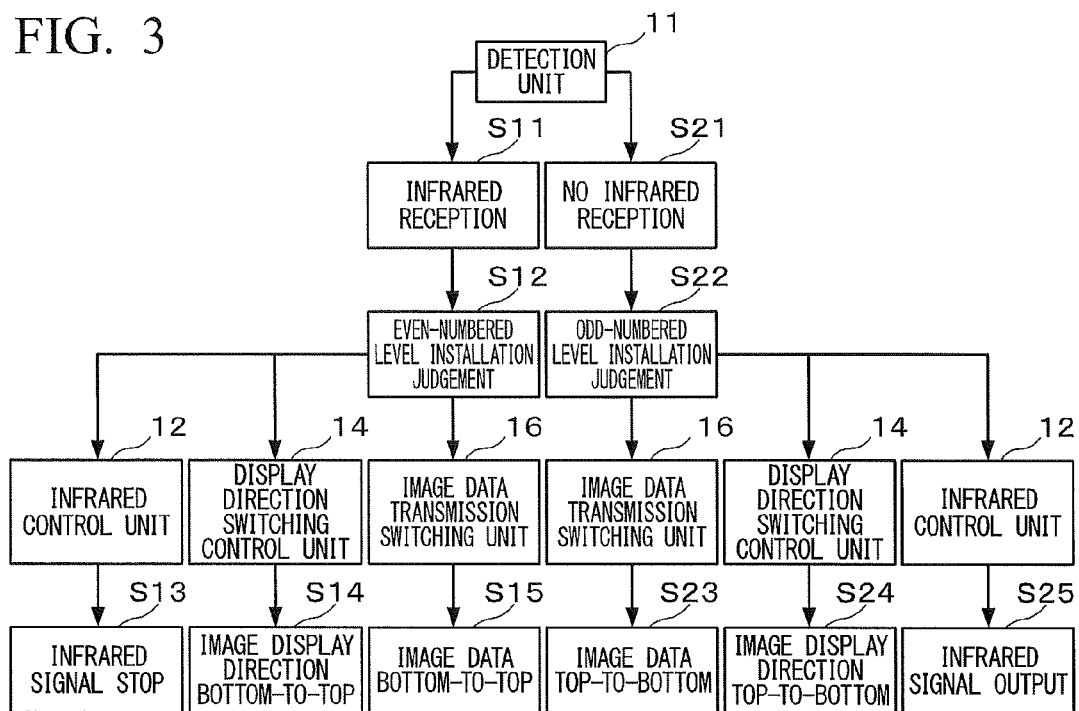 FIG. 3
11
DETECTION
UNIT
S11
S21
INFRARED
RECEPTION
NO INFRARED
RECEPTION
S12
S22
EVEN-NUMBERED
LEVEL INSTALLATION
JUDGEMENT
ODD-NUMBERED
LEVEL INSTALLATION
JUDGEMENT
12
14
16
16
14
12
INFRARED
CONTROL UNIT
DISPLAY
DIRECTION
SWITCHING
CONTROL UNIT
IMAGE DATA
TRANSMISSION
SWITCHING UNIT
IMAGE DATA
TRANSMISSION
SWITCHING UNIT
DISPLAY
DIRECTION
SWITCHING
CONTROL UNIT
INFRARED
CONTROL UNIT
S13
S14
S15
S23
S24
S25
INFRARED
SIGNAL STOP
IMAGE DISPLAY
DIRECTION
BOTTOM-TO-TOP
IMAGE DATA
BOTTOM-TO-TOP
IMAGE DATA
TOP-TO-BOTTOM
IMAGE DISPLAY
DIRECTION
TOP-TO-BOTTOM
INFRARED
SIGNAL OUTPUT